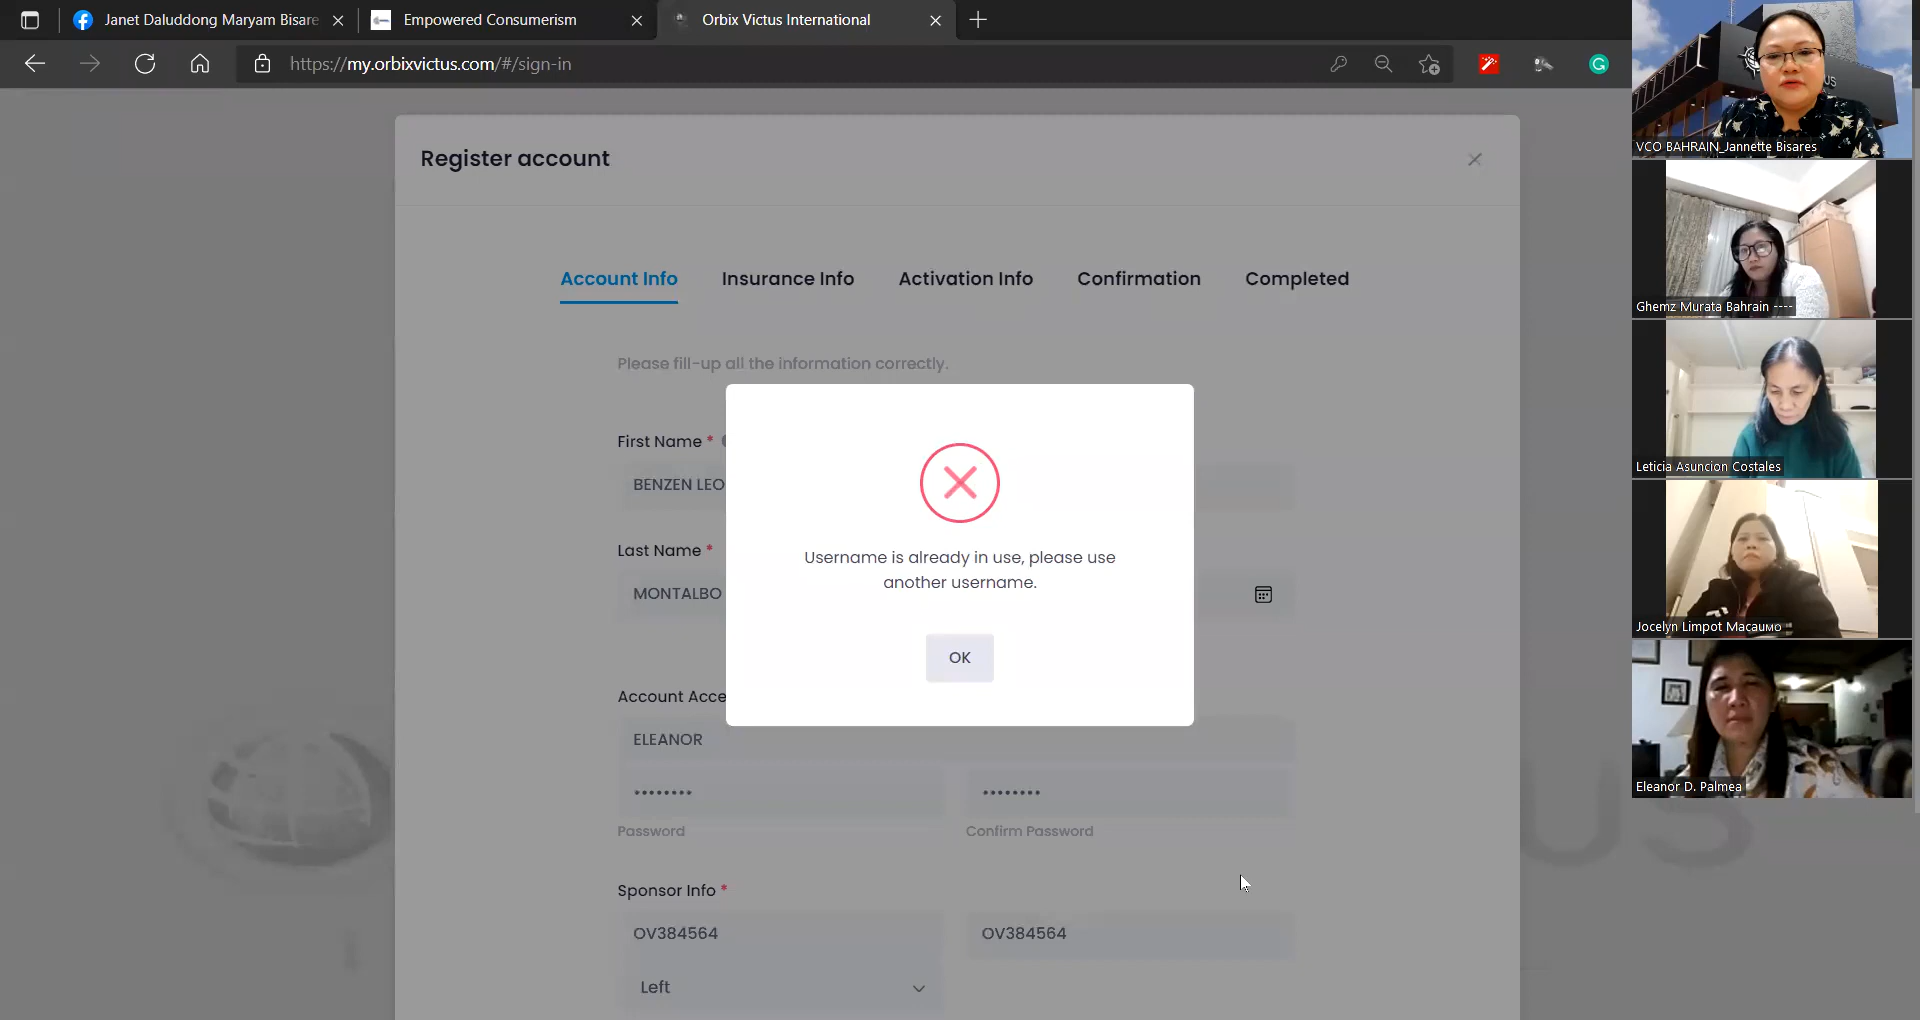 Janet Daluddong Maryam Bisare
Empowered Consumerism
Orbix Victus International
https://my.orbixvictus.com/#/sign-in
Register account
Account Info
Insurance Info
Activation Info
Confirmation
Completed
Please fill-up all the information correctly.
First Name *
BENZEN LEO
Last Name *
MONTALBO
Username is already in use, please use
another username.
OK
Account Acce
ELEANOR
••••••••
••••••••
Password
Confirm Password
Sponsor Info *
OV384564
OV384564
Left
US
VCO BAHRAIN_Jannette Bisares
Ghemz Murata Bahrain ----
Leticia Asuncion Costales
Jocelyn Limpot Macauмo
Eleanor D. Palmea